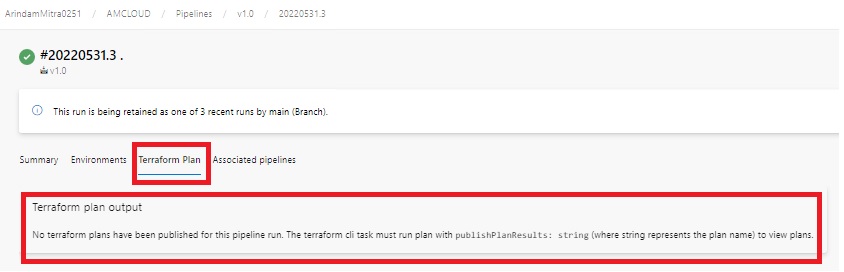 ArindamMitra0251 / AMCLOUD / Pipelines / v1.0 / 20220531.3
#20220531.3 .
v1.0
This run is being retained as one of 3 recent runs by main (Branch).
Summary Environments Terraform Plan Associated pipelines
Terraform plan output
No terraform plans have been published for this pipeline run. The terraform cli task must run plan with publishPlanResults: string (where string represents the plan name) to view plans.